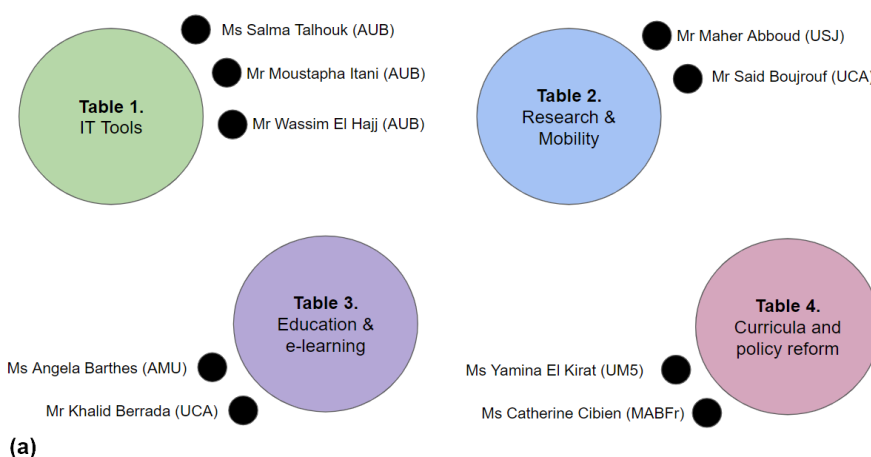 Table 1.
IT Tools
Ms Salma Talhouk (AUB)
Mr Moustapha Itani (AUB)
Mr Wassim El Hajj (AUB)
Table 2.
Research &
Mobility
Mr Maher Abboud (USJ)
Mr Said Boujrouf (UCA)
Table 3.
Education &
e-learning
Ms Angela Barthes (AMU)
Mr Khalid Berrada (UCA)
Table 4.
Curricula and
policy reform
Ms Yamina El Kirat (UM5)
Ms Catherine Cibien (MABFr)
(a)